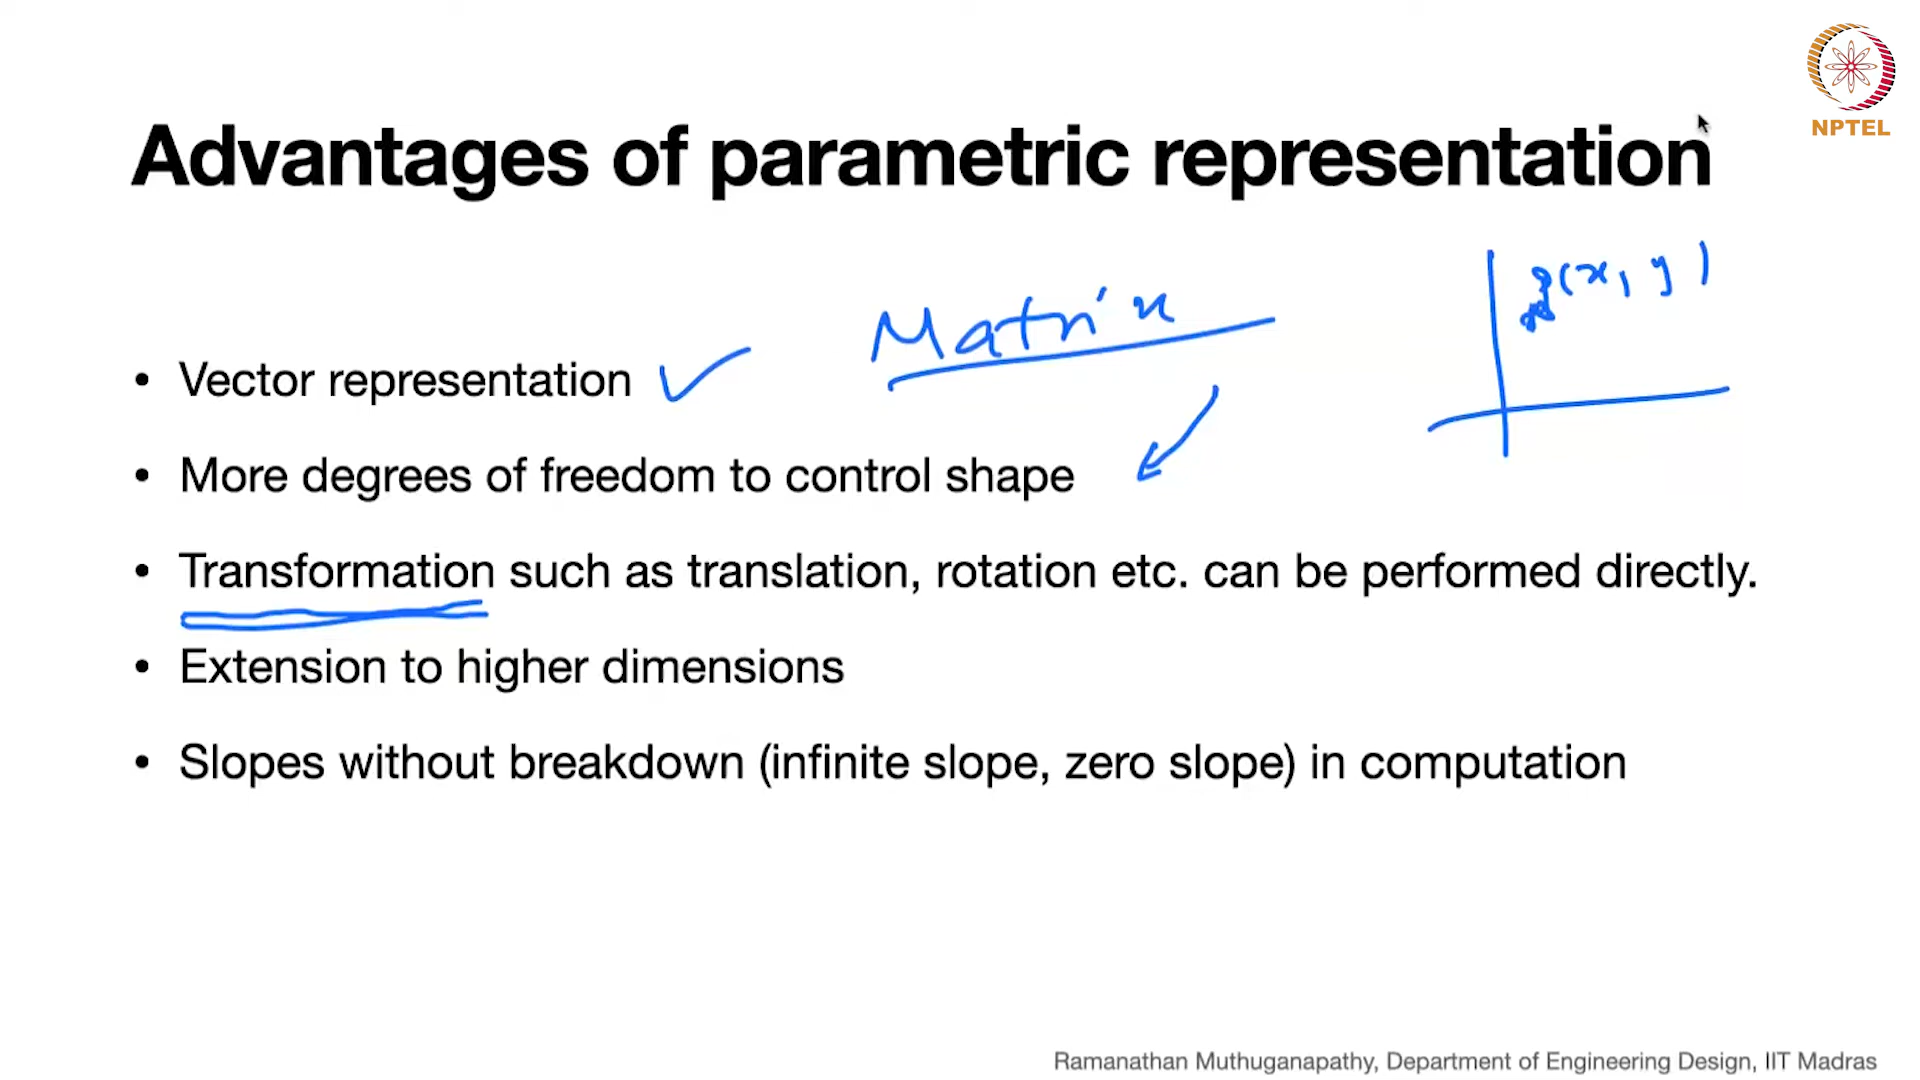 NPTEL
Advantages of parametric representation
(x, y)
Matrix
• Vector representation
• More degrees of freedom to control shape
• Transformation such as translation, rotation etc. can be performed directly.
• Extension to higher dimensions
• Slopes without breakdown (infinite slope, zero slope) in computation
Ramanathan Muthuganapathy, Department of Engineering Design, IIT Madras